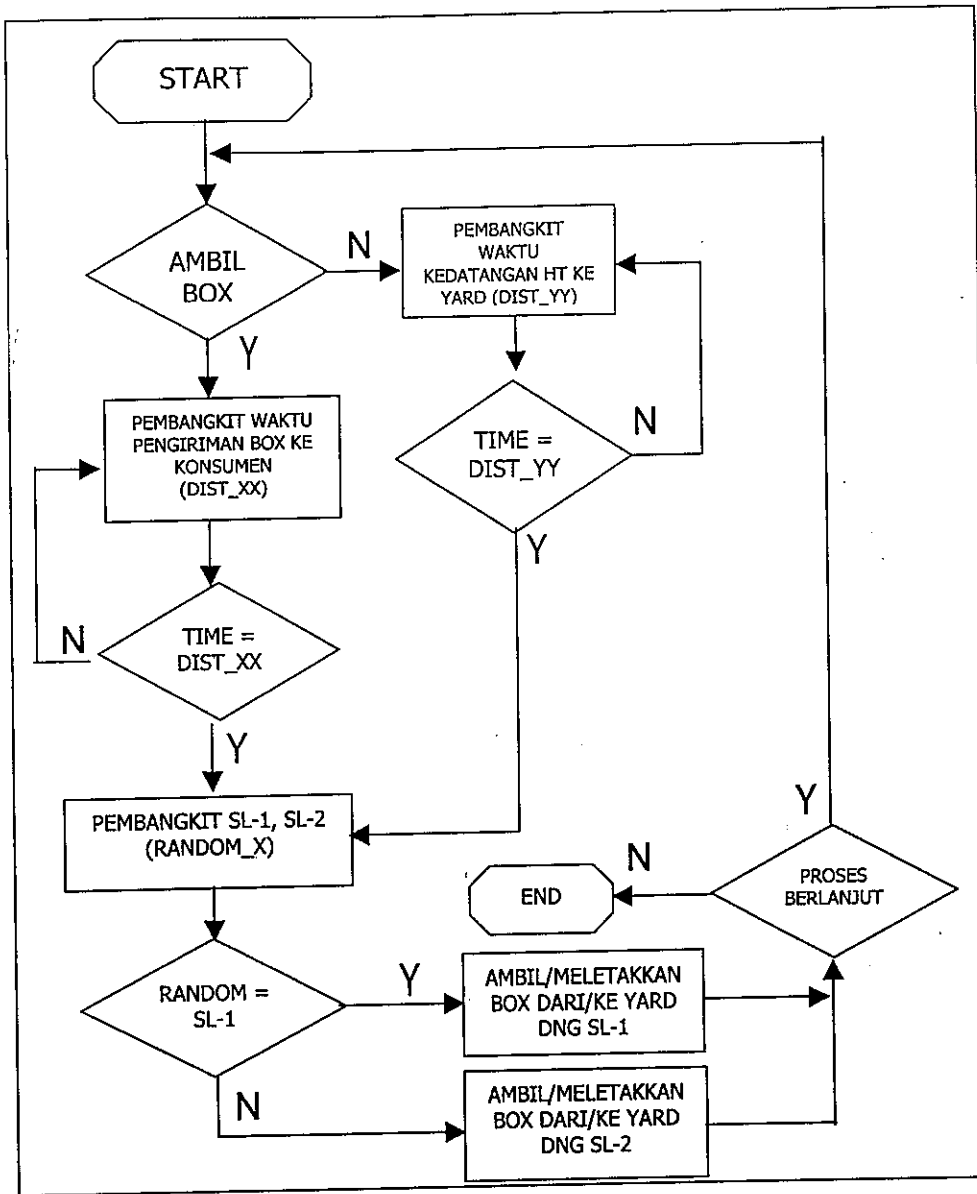 START
AMBIL
BOX
N
PEMBANGKIT
WAKTU
KEDATANGAN HT KE
YARD (DIST_YY)
Y
PEMBANGKIT WAKTU
PENGIRIMAN BOX KE
KONSUMEN
(DIST_XX)
TIME =
DIST_YY
N
Y
N
TIME =
DIST_XX
Y
PEMBANGKIT SL-1, SL-2
(RANDOM_X)
Y
N
END
PROSES
BERLANJUT
RANDOM =
SL-1
Y
AMBIL/MELETAKKAN
BOX DARI/KE YARD
DNG SL-1
N
AMBIL/MELETAKKAN
BOX DARI/KE YARD
DNG SL-2